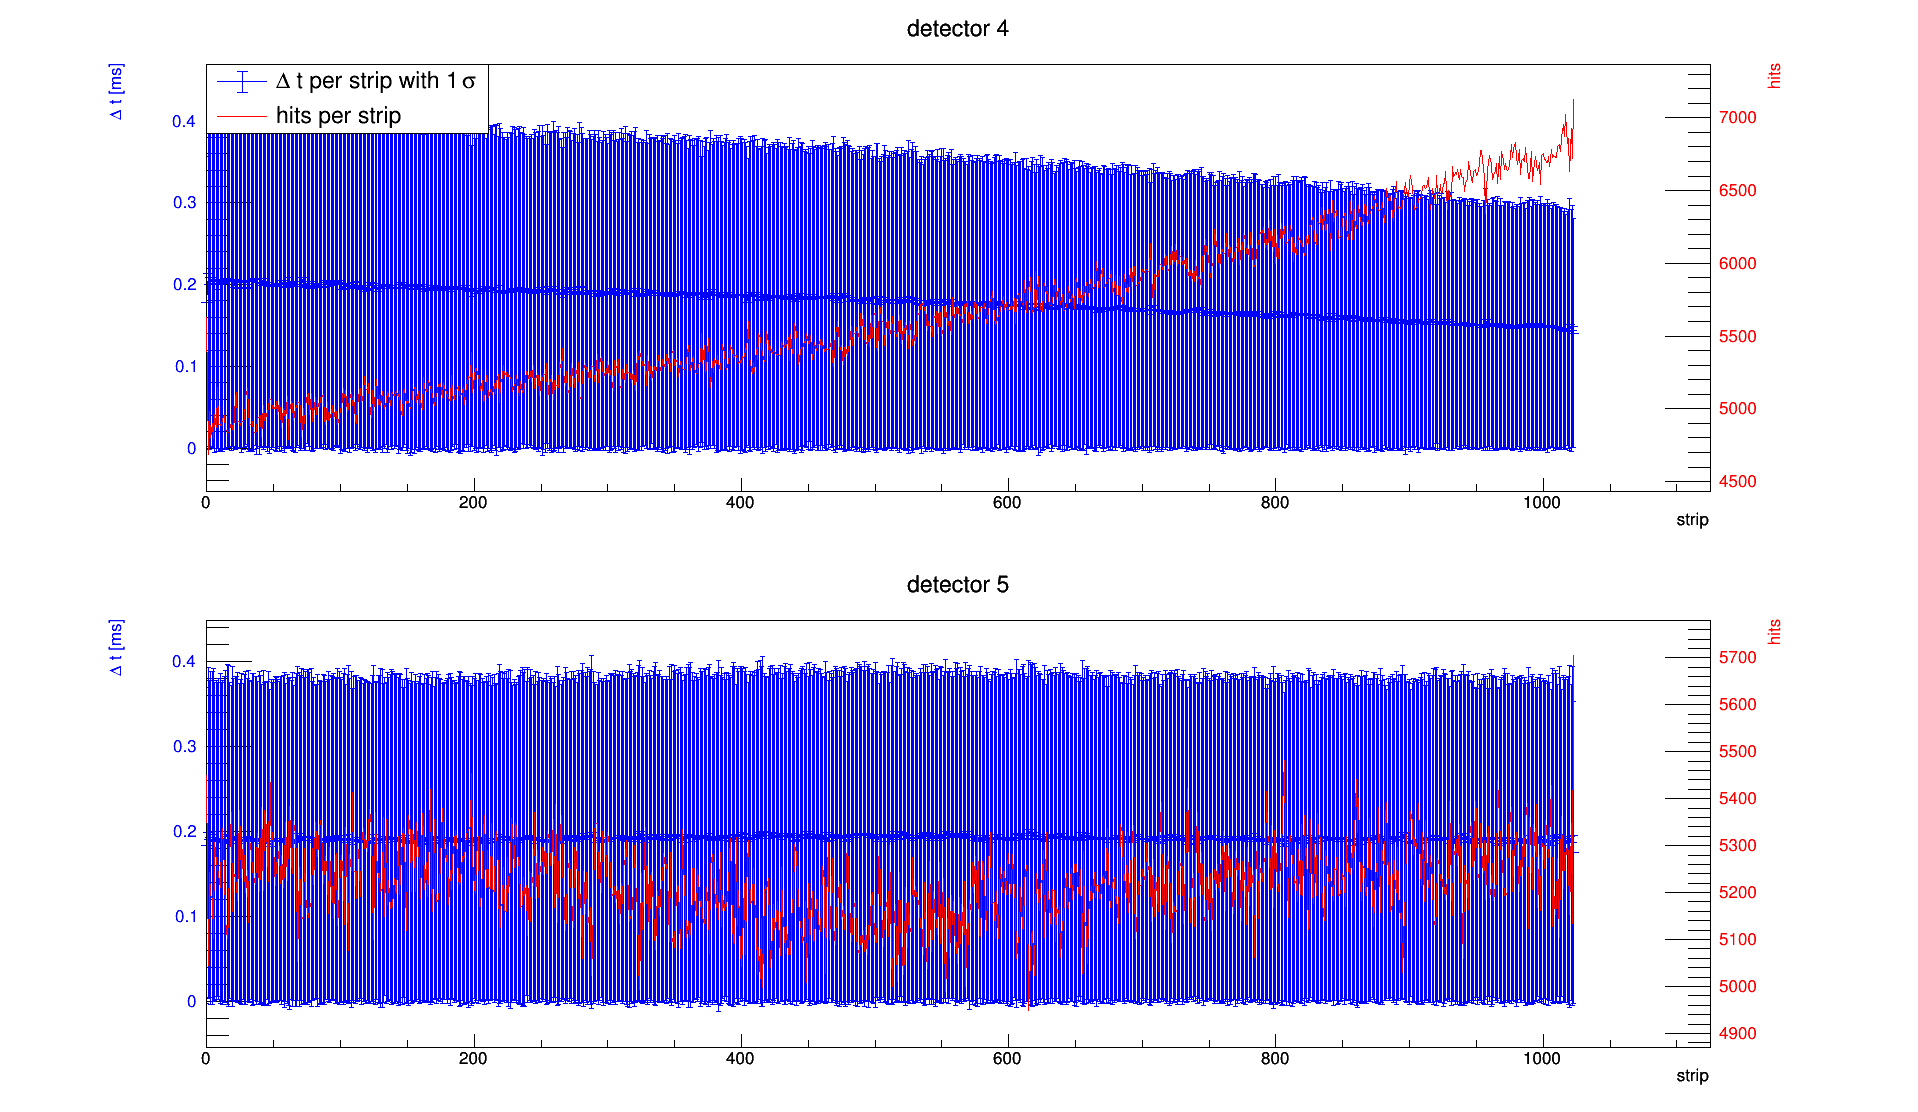 detector 4
Δ t [ms]
hits
Δ t per strip with 1 σ
hits per strip
0.4
0.3
0.2
0.1
0
7000
6500
6000
5500
5000
4500
0 200 400 600 800 1000
strip
detector 5
Δ t [ms]
hits
0.4
0.3
0.2
0.1
0
5700
5600
5500
5400
5300
5200
5100
5000
4900
0 200 400 600 800 1000
strip